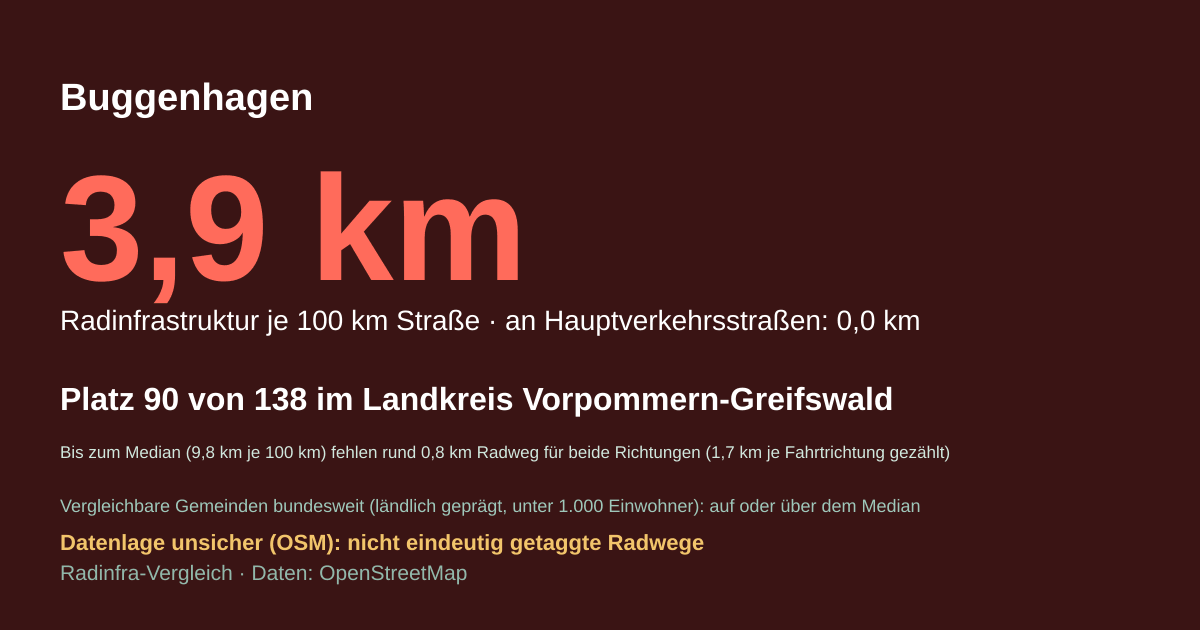 Buggenhagen
3,9 km
Radinfrastruktur je 100 km Straße · an Hauptverkehrsstraßen: 0,0 km
Platz 90 von 138 im Landkreis Vorpommern-Greifswald
Bis zum Median (9,8 km je 100 km) fehlen rund 0,8 km Radweg für beide Richtungen (1,7 km je Fahrtrichtung gezählt)
Vergleichbare Gemeinden bundesweit (ländlich geprägt, unter 1.000 Einwohner): auf oder über dem Median
Datenlage unsicher (OSM): nicht eindeutig getaggte Radwege
Radinfra-Vergleich · Daten: OpenStreetMap